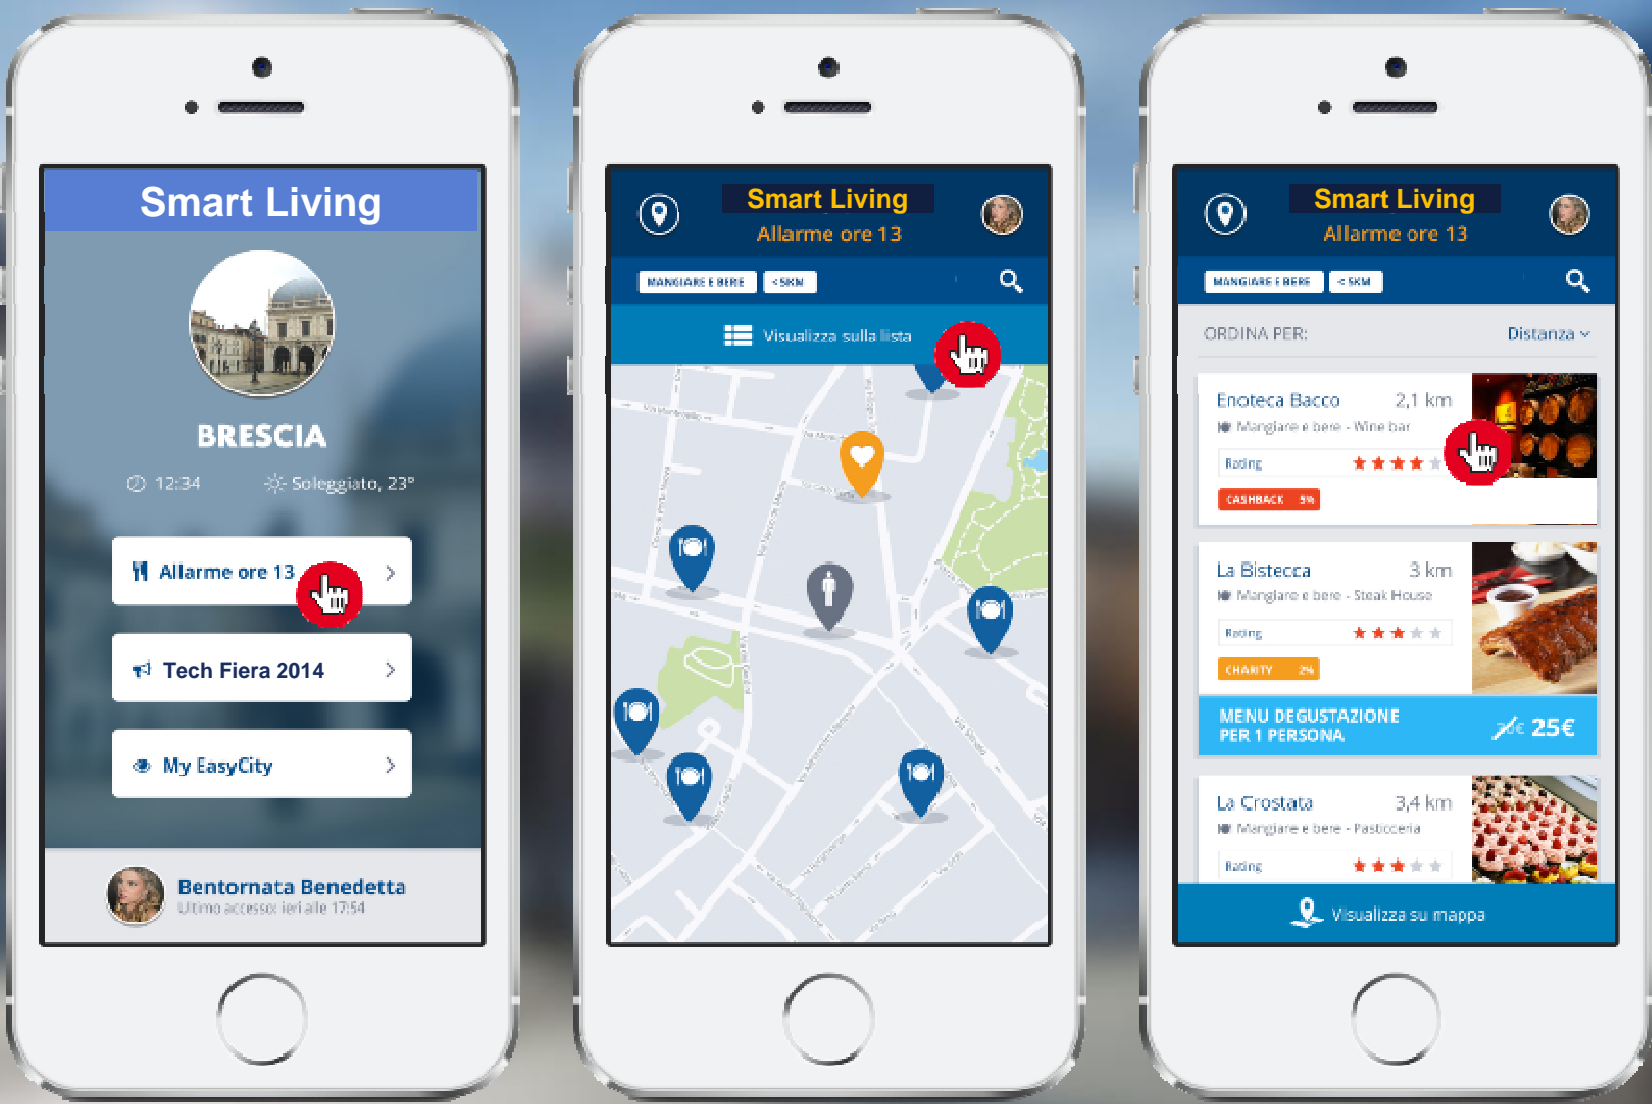 Smart Living
BRESCIA
12:34
Soleggiato, 23°
Allarme ore 13
Tech Fiera 2014
My EasyCity
Bentornata Benedetta
Ultimo accesso: ieri alle 17:54
Smart Living
Allarme ore 13
MANGIARE E BERE
<5KM
Visualizza sulla lista
Smart Living
Allarme ore 13
MANGIARE E BERE
<5KM
ORDINA PER:
Distanza
Enoteca Bacco
2,1 km
Mangiare e bere - Wine bar
Rating
CASHBACK 5%
La Bistecca
3 km
Mangiare e bere - Steak House
Rating
CHARITY 2%
MENU DEGUSTAZIONE
PER 1 PERSONA
25€
La Crostata
3,4 km
Mangiare e bere - Pasticceria
Rating
Visualizza su mappa